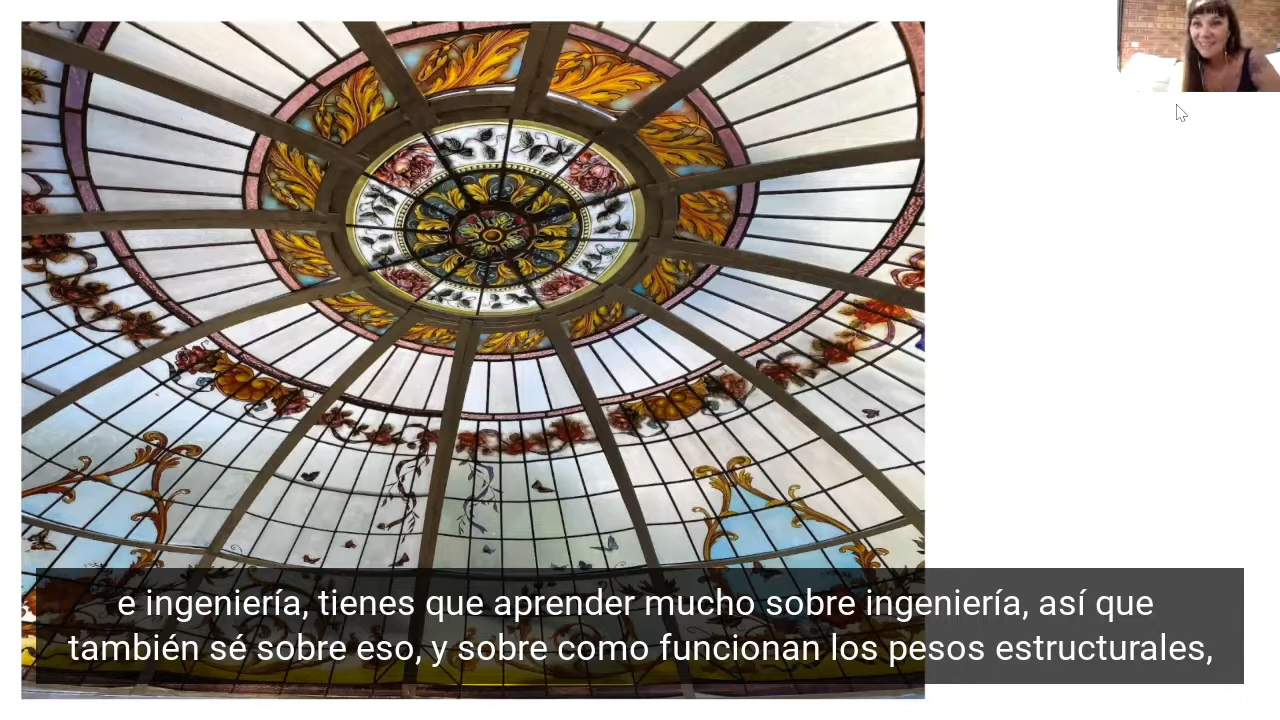 e ingeniería, tienes que aprender mucho sobre ingeniería, así que
también sé sobre eso, y sobre como funcionan los pesos estructurales,